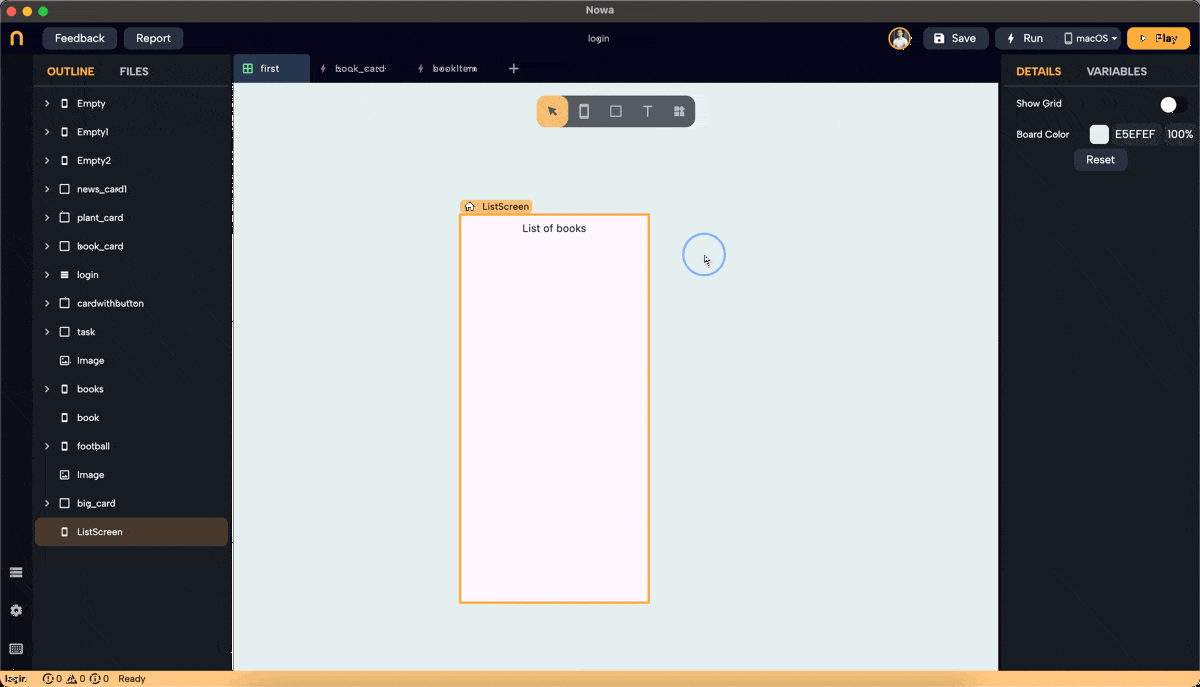 Nowa
Feedback
Report
login
Save
Run
macOS
Play
OUTLINE
FILES
first
book_card
bookItem
DETAILS
VARIABLES
Empty
Empty1
Empty2
news_card1
plant_card
book_card
login
cardwithbutton
task
Image
books
book
football
Image
big_card
ListScreen
ListScreen
List of books
Show Grid
Board Color
E5EFEF
100%
Reset
login
0
0
0
Ready